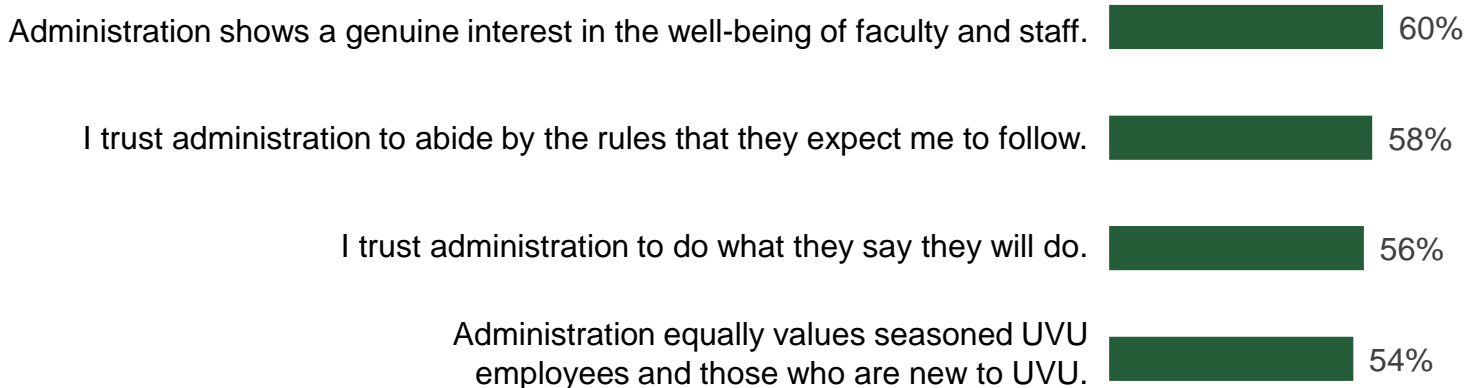 Administration shows a genuine interest in the well-being of faculty and staff. 60%
I trust administration to abide by the rules that they expect me to follow. 58%
I trust administration to do what they say they will do. 56%
Administration equally values seasoned UVU
employees and those who are new to UVU. 54%